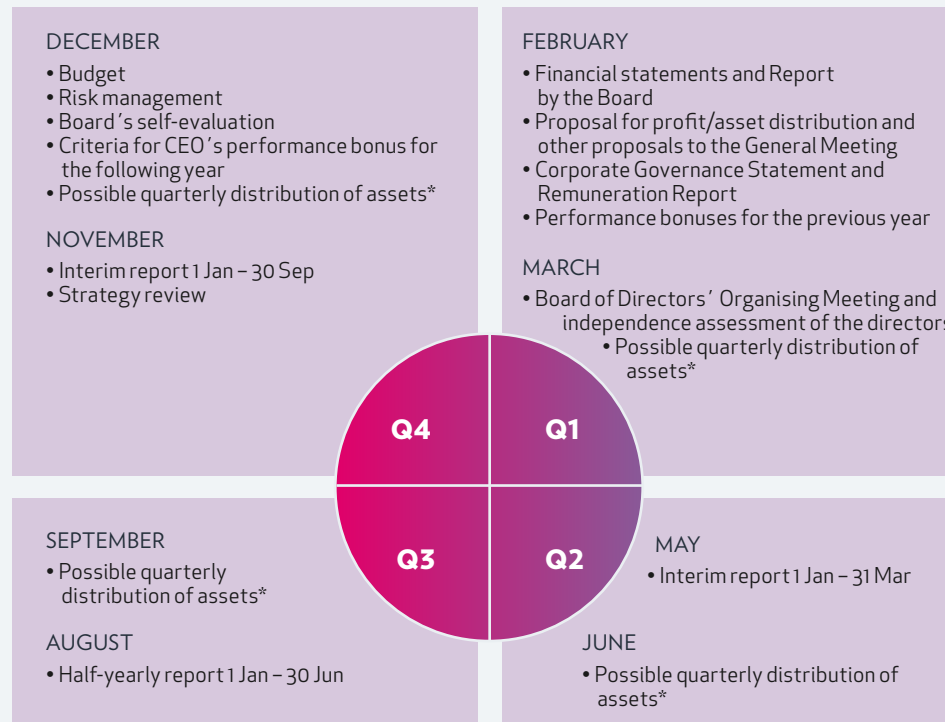 DECEMBER
• Budget
• Risk management
• Board's self-evaluation
• Criteria for CEO's performance bonus for
the following year
• Possible quarterly distribution of assets*
NOVEMBER
• Interim report 1 Jan – 30 Sep
• Strategy review
FEBRUARY
• Financial statements and Report
by the Board
• Proposal for profit/asset distribution and
other proposals to the General Meeting
• Corporate Governance Statement and
Remuneration Report
• Performance bonuses for the previous year
MARCH
• Board of Directors' Organising Meeting and
independence assessment of the directors
• Possible quarterly distribution of
assets*
Q4
Q1
Q3
Q2
SEPTEMBER
• Possible quarterly
distribution of assets*
AUGUST
• Half-yearly report 1 Jan – 30 Jun
MAY
• Interim report 1 Jan – 31 Mar
JUNE
• Possible quarterly distribution of
assets*